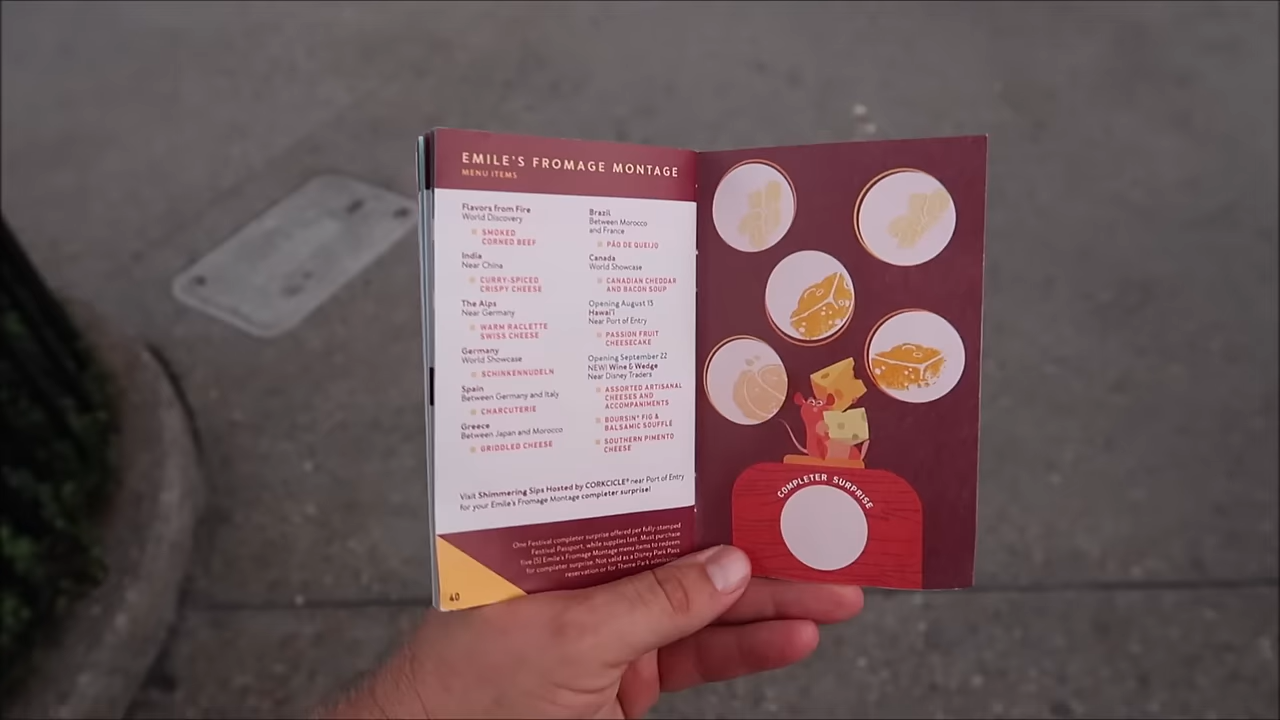 EMILE'S FROMAGE MONTAGE
MENU ITEMS
Flavors from Fire
World Discovery
SMOKED
CORNED BEEF
India
Near China
CURRY-SPICED
CRISPY CHEESE
The Alps
Near Germany
WARM RACLETTE
SWISS CHEESE
Germany
World Showcase
SCHINKENNUDELN
Spain
Between Germany and Italy
CHARCUTERIE
Greece
Between Japan and Morocco
GRIDDLED CHEESE
Brazil
Between Morocco
and France
PÃO DE QUEIJO
Canada
World Showcase
CANADIAN CHEDDAR
AND BACON SOUP
Opening August 15
Hawai'i
Near Port of Entry
PASSION FRUIT
CHEESECAKE
Opening September 22
NEW! Wine & Wedge
Near Disney Traders
ASSORTED ARTISANAL
CHEESES AND
ACCOMPANIMENTS
BOURSIN® FIG &
BALSAMIC SOUFFLE
SOUTHERN PIMENTO
CHEESE
Visit Shimmering Sips Hosted by CORKCICLE® near Port of Entry
for your Emile's Fromage Montage completer surprise!
One Festival completer surprise offered per fully-stamped
Festival Passport, while supplies last. Must purchase
five (5) Emile's Fromage Montage menu items to redeem
for completer surprise. Not valid as a Disney Park Pass
reservation or for Theme Park
40
COMPLETER SURPRISE